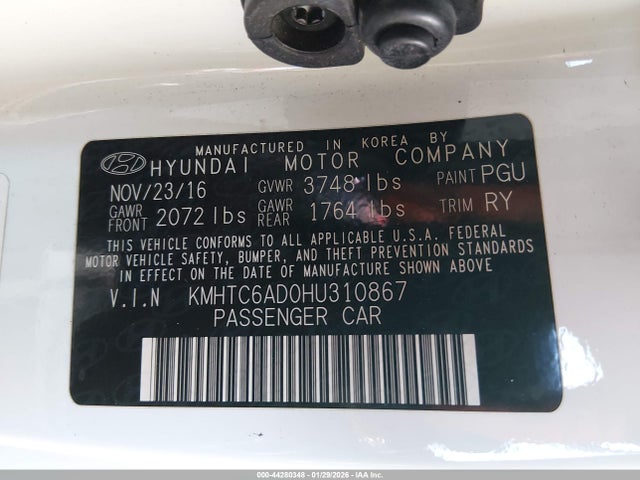 MANUFACTURED IN KOREA BY
HYUNDAI MOTOR COMPANY
NOV/23/16 GVWR 3748 lbs PAINT PGU
GAWR FRONT 2072 lbs GAWR REAR 1764 lbs TRIM RY
THIS VEHICLE CONFORMS TO ALL APPLICABLE U.S.A. FEDERAL
MOTOR VEHICLE SAFETY, BUMPER, AND THEFT PREVENTION STANDARDS
IN EFFECT ON THE DATE OF MANUFACTURE SHOWN ABOVE
V.I.N KMHTC6AD0HU310867
PASSENGER CAR
000-44280348 - 01/29/2026 - IAAI.COM